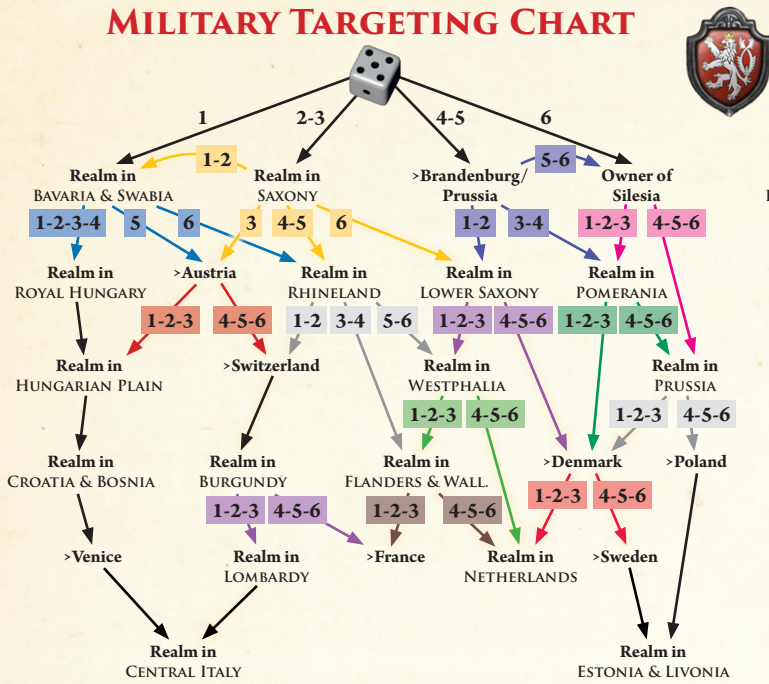 MILITARY TARGETING CHART
1
2-3
4-5
6
1-2
5-6
Realm in
BAVARIA & SWABIA
Realm in
SAXONY
>Brandenburg/
Prussia
Owner of
Silesia
1-2-3-4
5
6
3
4-5
6
1-2
3-4
1-2-3
4-5-6
Realm in
ROYAL HUNGARY
>Austria
Realm in
RHINELAND
Realm in
LOWER SAXONY
Realm in
POMERANIA
1-2-3
4-5-6
1-2
3-4
5-6
1-2-3
4-5-6
1-2-3
4-5-6
Realm in
HUNGARIAN PLAIN
>Switzerland
Realm in
WESTPHALIA
Realm in
PRUSSIA
1-2-3
4-5-6
1-2-3
4-5-6
Realm in
CROATIA & BOSNIA
Realm in
BURGUNDY
Realm in
FLANDERS & WALL.
>Denmark
>Poland
1-2-3
4-5-6
1-2-3
4-5-6
1-2-3
4-5-6
>Venice
Realm in
LOMBARDY
>France
Realm in
NETHERLANDS
>Sweden
Realm in
CENTRAL ITALY
Realm in
ESTONIA & LIVONIA